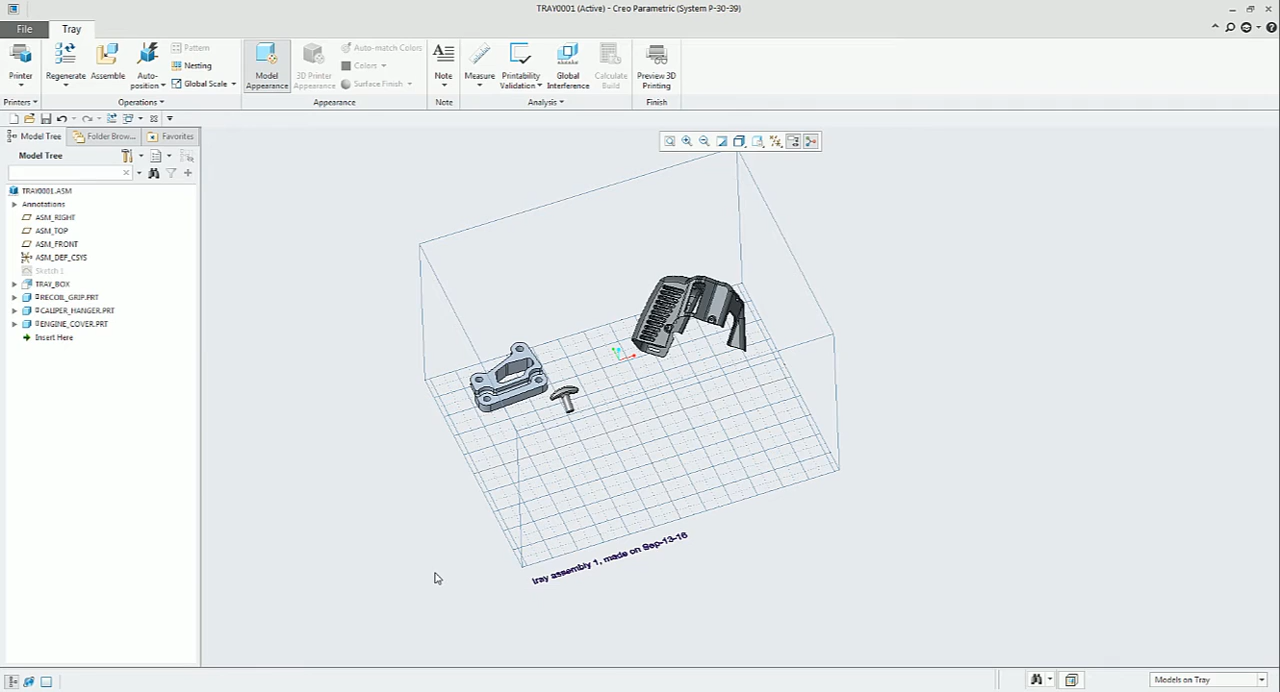 TRAY0001 (Active) - Creo Parametric (System P-30-39)
File Tray
Printer Regenerate Assemble Auto-position Pattern Nesting Global Scale Model Appearance 3D Printer Appearance Auto-match Colors Colors Surface Finish Note Measure Printability Validation Global Interference Calculate Build Preview 3D Printing
Printers Operations Appearance Note Analysis Finish
Model Tree Folder Brow... Favorites
Model Tree
TRAY0001.ASM
Annotations
ASM_RIGHT
ASM_TOP
ASM_FRONT
ASM_DEF_CSYS
Sketch 1
TRAY_BOX
RECOIL_GRIP.PRT
CALIPER_HANGER.PRT
ENGINE_COVER.PRT
Insert Here
tray assembly 1, made on Sep-13-16
Models on Tray